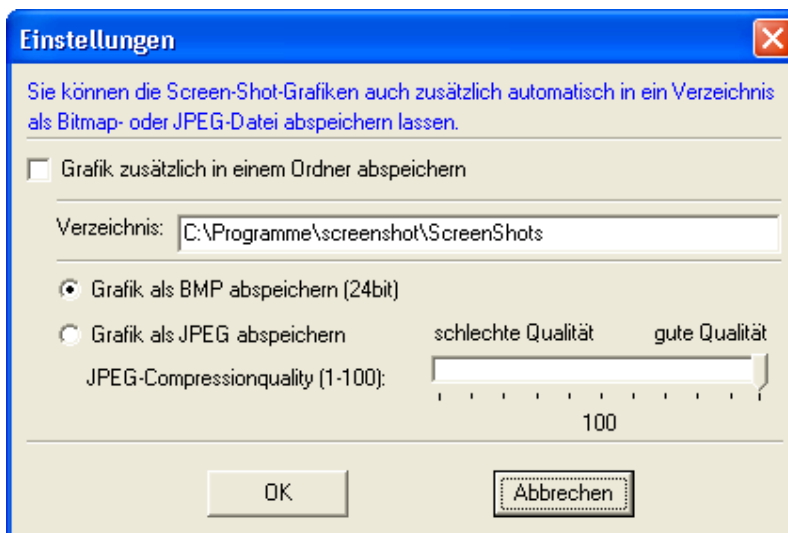 Einstellungen
Sie können die Screen-Shot-Grafiken auch zusätzlich automatisch in ein Verzeichnis
als Bitmap- oder JPEG-Datei abspeichern lassen.
Grafik zusätzlich in einem Ordner abspeichern
Verzeichnis: C:\Programme\screenshot\ScreenShots
Grafik als BMP abspeichern (24bit)
Grafik als JPEG abspeichern schlechte Qualität gute Qualität
JPEG-Compressionquality (1-100):
100
OK Abbrechen